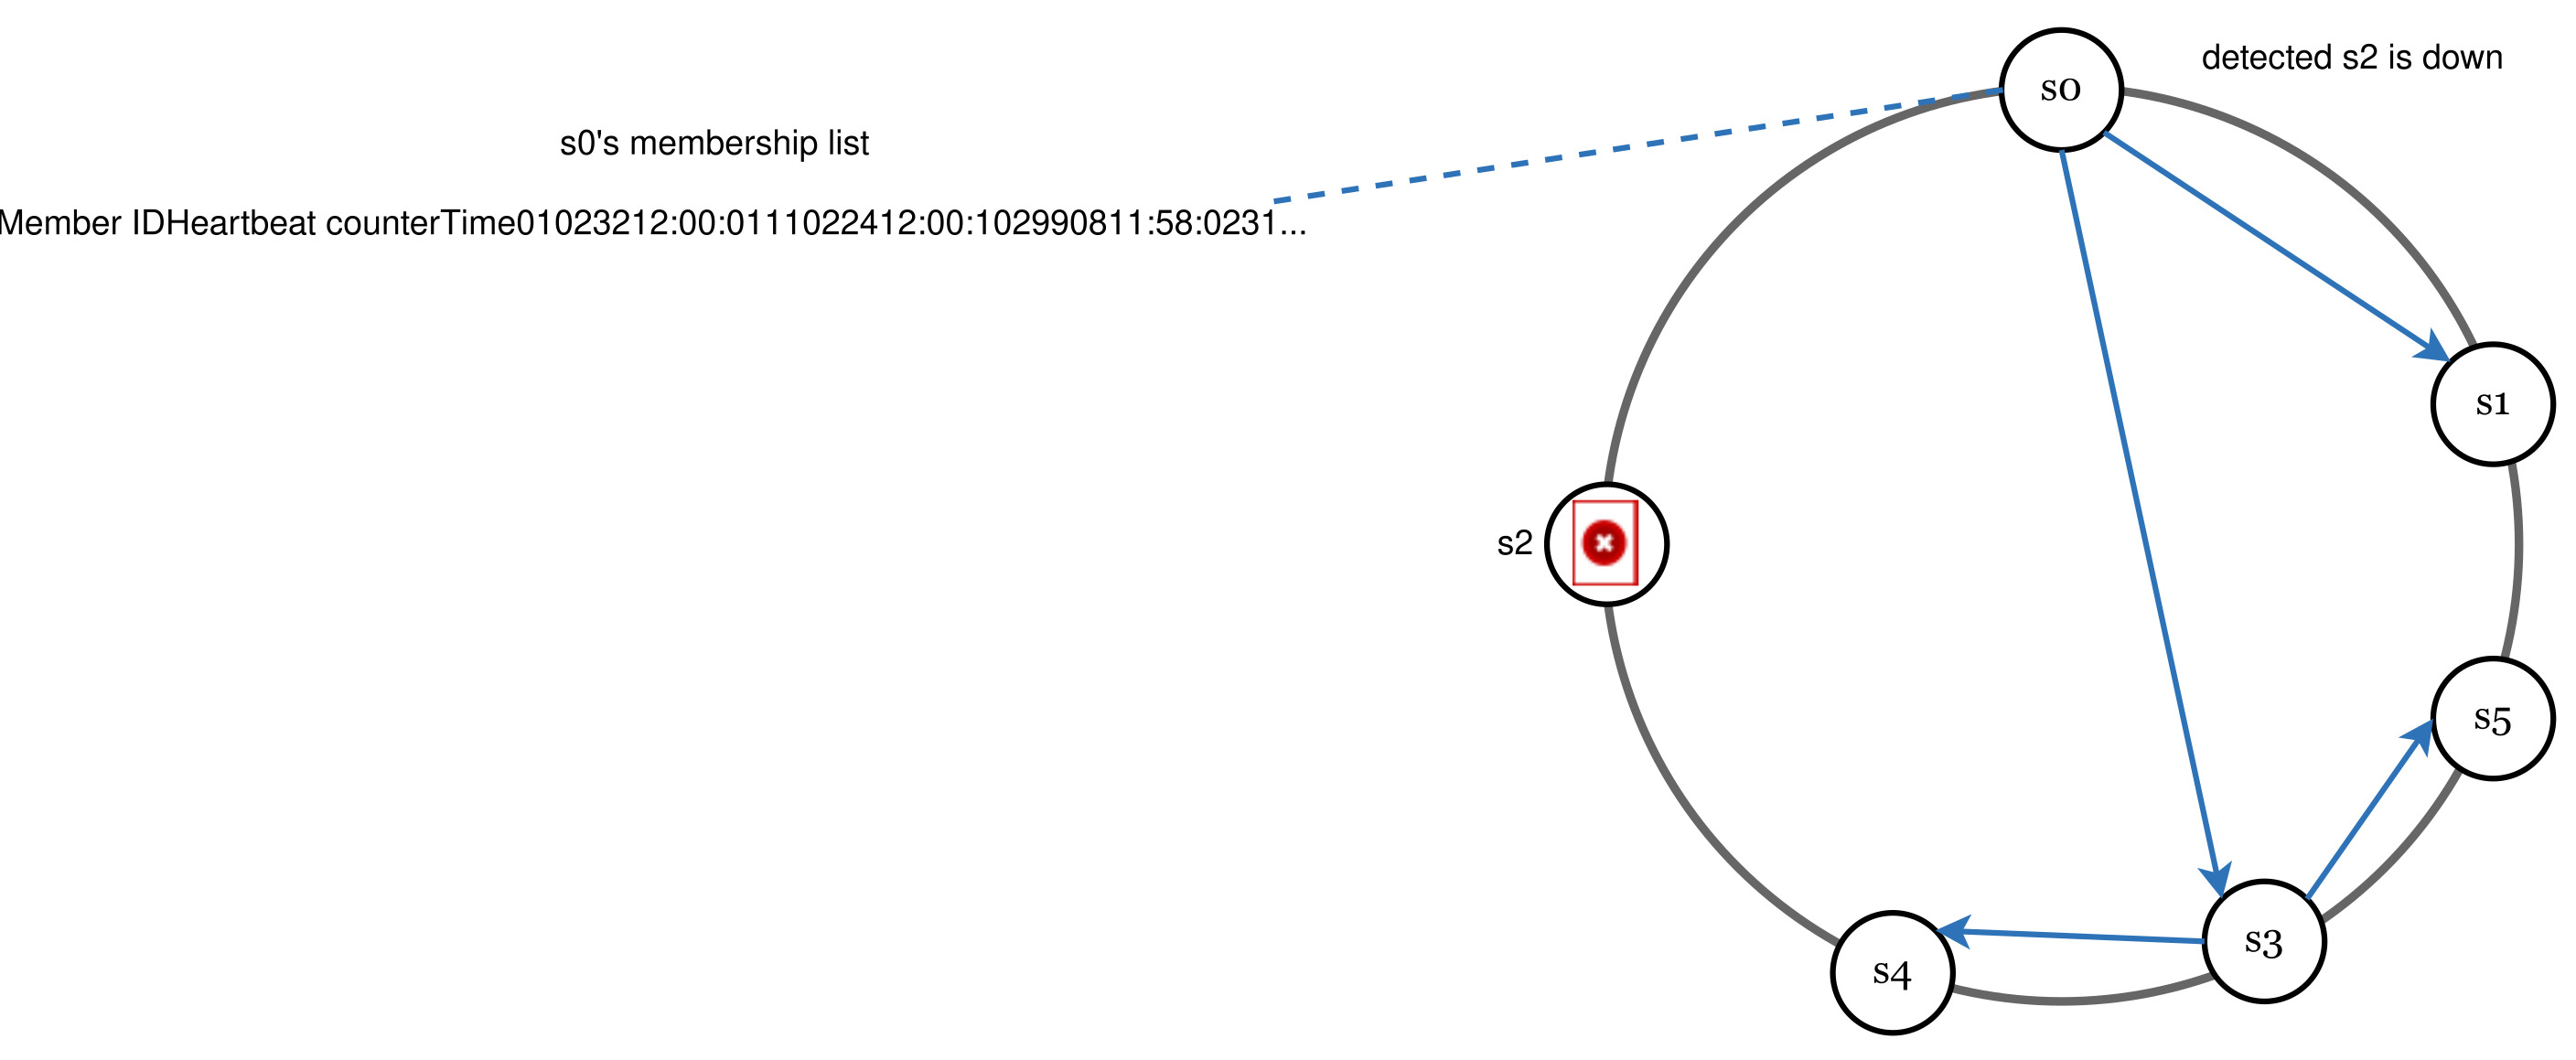 s0
detected s2 is down
s0's membership list
Member IDHeartbeat counterTime01023212:00:0111022412:00:102990811:58:0231...
s1
s2
s5
s3
s4